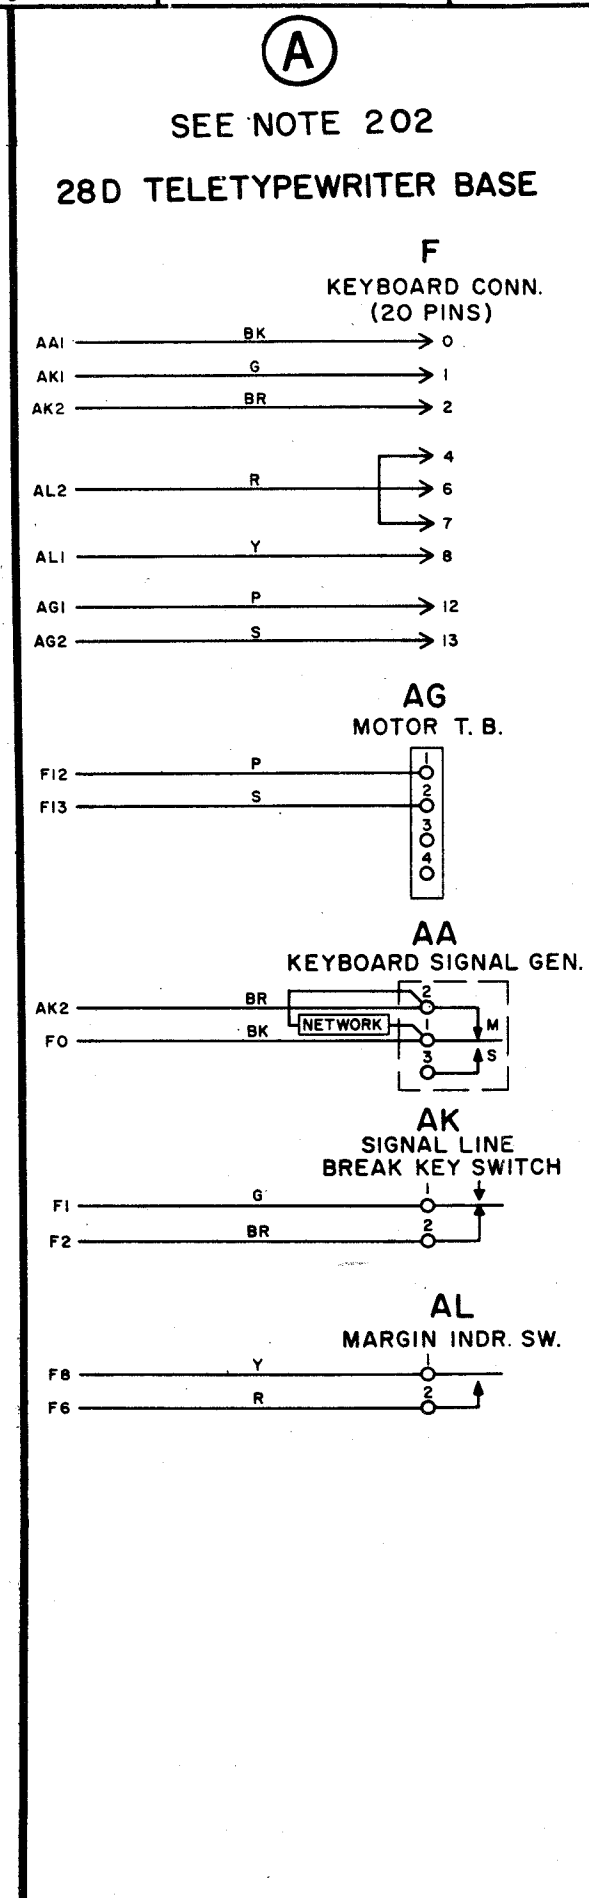 A
SEE NOTE 202
28D TELETYPEWRITER BASE
F
KEYBOARD CONN.
(20 PINS)
AA1 BK 0
AK1 G 1
AK2 BR 2
4
AL2 R 6
7
AL1 Y 8
AG1 P 12
AG2 S 13
AG
MOTOR T.B.
1
F12 P
2
F13 S
3
4
AA
KEYBOARD SIGNAL GEN.
2
AK2 BR
NETWORK 1 M
F0 BK
3 S
AK
SIGNAL LINE
BREAK KEY SWITCH
1
F1 G
2
F2 BR
AL
MARGIN INDR. SW.
1
F8 Y
2
F6 R